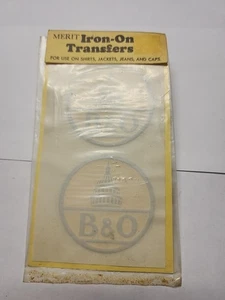 MERIT Iron-On
Transfers
FOR USE ON SHIRTS, JACKETS, JEANS, AND CAPS
B&O